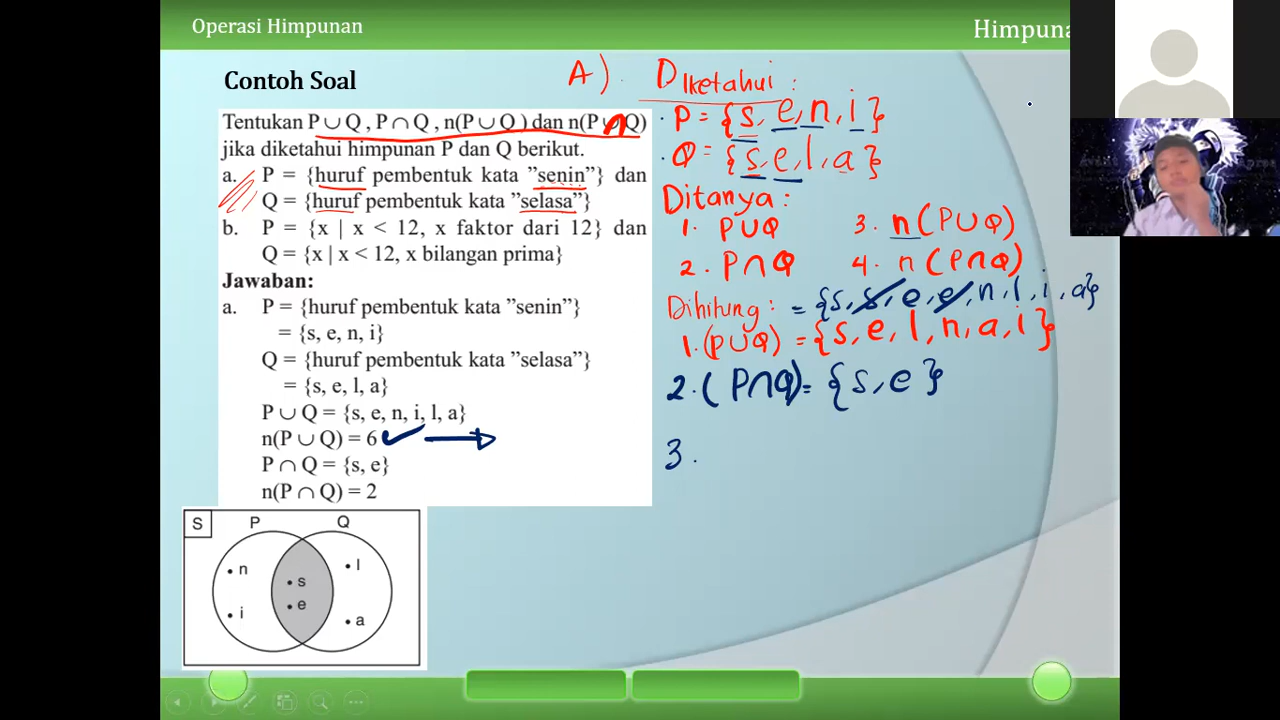 Operasi Himpunan
Himpuna
Contoh Soal
Tentukan P ∪ Q , P ∩ Q , n(P ∪ Q ) dan n(P ∩ Q)
jika diketahui himpunan P dan Q berikut.
a. P = {huruf pembentuk kata ”senin”} dan
Q = {huruf pembentuk kata ”selasa”}
b. P = {x | x < 12, x faktor dari 12} dan
Q = {x | x < 12, x bilangan prima}
Jawaban:
a. P = {huruf pembentuk kata ”senin”}
= {s, e, n, i}
Q = {huruf pembentuk kata ”selasa”}
= {s, e, l, a}
P ∪ Q = {s, e, n, i, l, a}
n(P ∪ Q) = 6
P ∩ Q = {s, e}
n(P ∩ Q) = 2
S P Q
n s l
i e a
A). Diketahui :
· P = {s, e, n, i}
· Q = {s, e, l, a}
Ditanya :
1. P∪Q 3. n(P∪Q)
2. P∩Q 4. n(P∩Q)
Dihitung : = {s, s, e, e, n, l, i, a}
1. (P∪Q) = {s, e, l, n, a, i}
2. (P∩Q) = {s, e}
3.